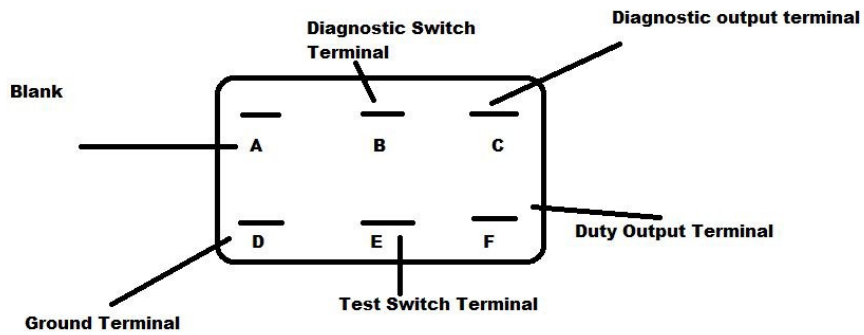 Diagnostic Switch
Terminal
Diagnostic output terminal
Blank
A
B
C
D
E
F
Duty Output Terminal
Test Switch Terminal
Ground Terminal